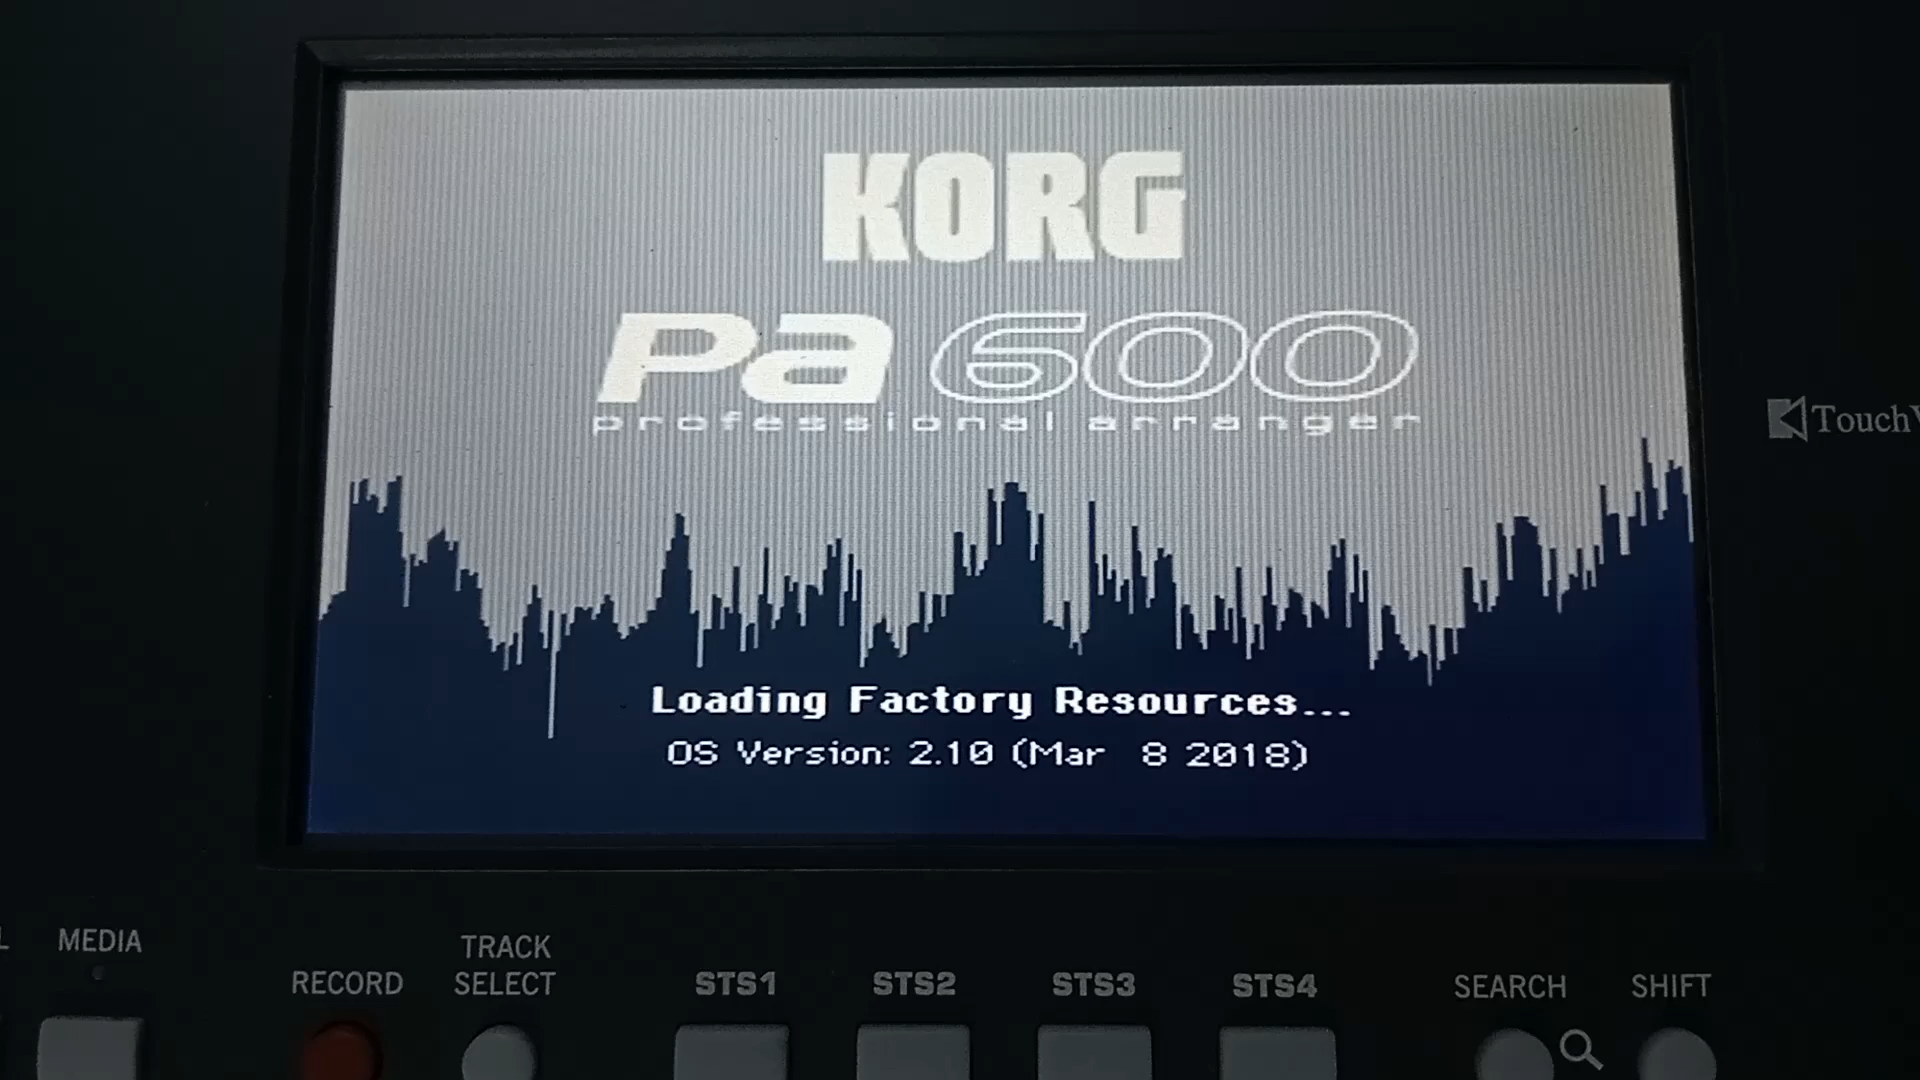 KORG
Pa 600
professional arranger
TouchV
Loading Factory Resources...
OS Version: 2.10 (Mar 8 2018)
L
MEDIA
RECORD
TRACK
SELECT
STS1
STS2
STS3
STS4
SEARCH
SHIFT